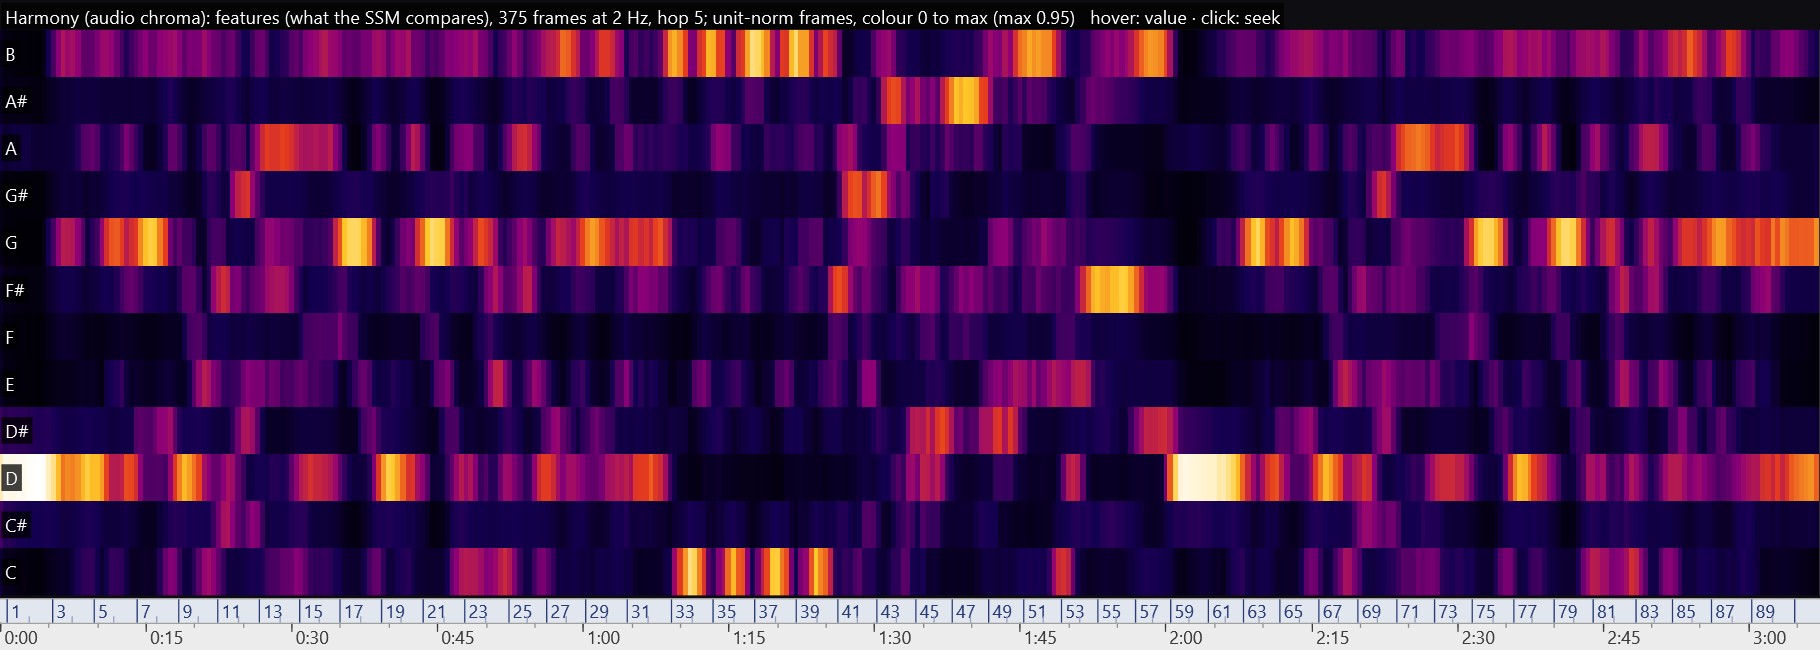 Harmony (audio chroma): features (what the SSM compares), 375 frames at 2 Hz, hop 5; unit-norm frames, colour 0 to max (max 0.95) hover: value · click: seek
B
A#
A
G#
G
F#
F
E
D#
D
C#
C
1 3 5 7 9 11 13 15 17 19 21 23 25 27 29 31 33 35 37 39 41 43 45 47 49 51 53 55 57 59 61 63 65 67 69 71 73 75 77 79 81 83 85 87 89
0:00 0:15 0:30 0:45 1:00 1:15 1:30 1:45 2:00 2:15 2:30 2:45 3:00